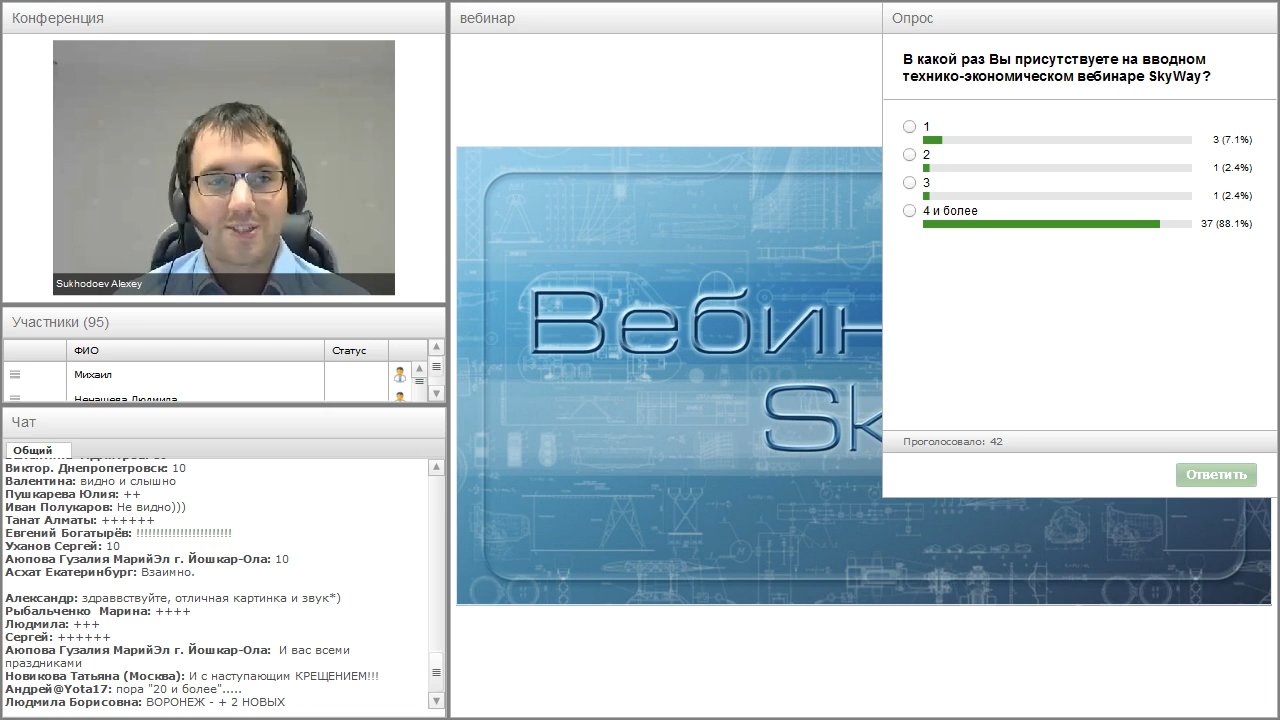 Конференция
Sukhodoev Alexey
Участники (95)
ФИО
Статус
Михаил
Ненашева Людмила
Чат
Общий
Виктор. Днепропетровск: 10
Валентина: видно и слышно
Пушкарева Юлия: ++
Иван Полукаров: Не видно)))
Танат Алматы: ++++++
Евгений Богатырёв: !!!!!!!!!!!!!!!!!!!!!!!!
Уханов Сергей: 10
Аюпова Гузалия МарийЭл г. Йошкар-Ола: 10
Асхат Екатеринбург: Взаимно.
Александр: здраввствуйте, отличная картинка и звук*)
Рыбальченко Марина: ++++
Людмила: +++
Сергей: ++++++
Аюпова Гузалия МарийЭл г. Йошкар-Ола: И вас всеми
праздниками
Новикова Татьяна (Москва): И с наступающим КРЕЩЕНИЕМ!!!
Андрей@Yota17: пора "20 и более".....
Людмила Борисовна: ВОРОНЕЖ - + 2 НОВЫХ
вебинар
Вебин
Sk
Опрос
В какой раз Вы присутствуете на вводном
технико-экономическом вебинаре SkyWay?
1
3 (7.1%)
2
1 (2.4%)
3
1 (2.4%)
4 и более
37 (88.1%)
Проголосовало: 42
Ответить